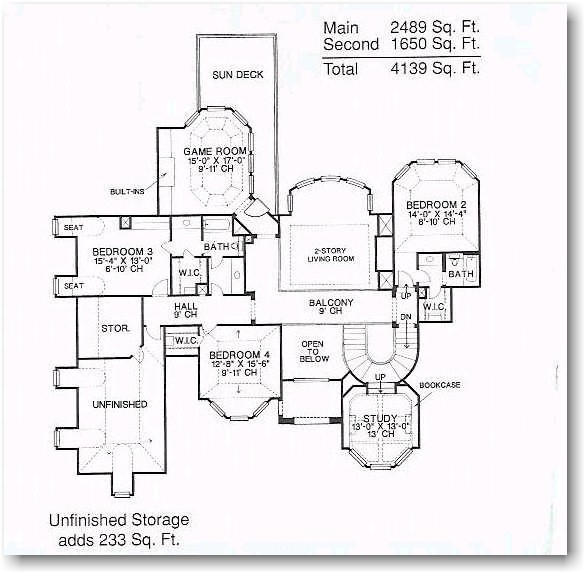 Main 2489 Sq. Ft.
Second 1650 Sq. Ft.
Total 4139 Sq. Ft.
SUN DECK
GAME ROOM
15'-0" X 17'-0"
9'-11" CH
BUILT-INS
BEDROOM 2
14'-0" X 14'-4"
8'-10" CH
SEAT
BEDROOM 3
15'-4" X 13'-0"
6'-10" CH
SEAT
BATH
W.I.C.
2-STORY
LIVING ROOM
BATH
W.I.C.
UP
DN
HALL
9' CH
BALCONY
9' CH
STOR.
W.I.C.
BEDROOM 4
12'-8" X 15'-6"
9'-11" CH
OPEN
TO
BELOW
UP
BOOKCASE
UNFINISHED
STUDY
13'-0" X 13'-0"
13' CH
Unfinished Storage
adds 233 Sq. Ft.